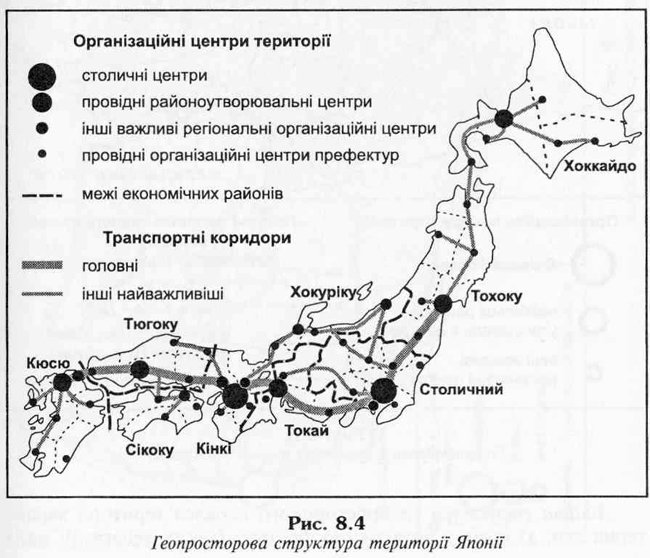 Організаційні центри території
столичні центри
провідні районоутворювальні центри
інші важливі регіональні організаційні центри
провідні організаційні центри префектур
межі економічних районів
Транспортні коридори
головні
інші найважливіші
Хоккайдо
Хокуріку
Тохоку
Тюгоку
Кюсю
Столичний
Токай
Сікоку
Кінкі
Рис. 8.4
Геопросторова структура території Японії